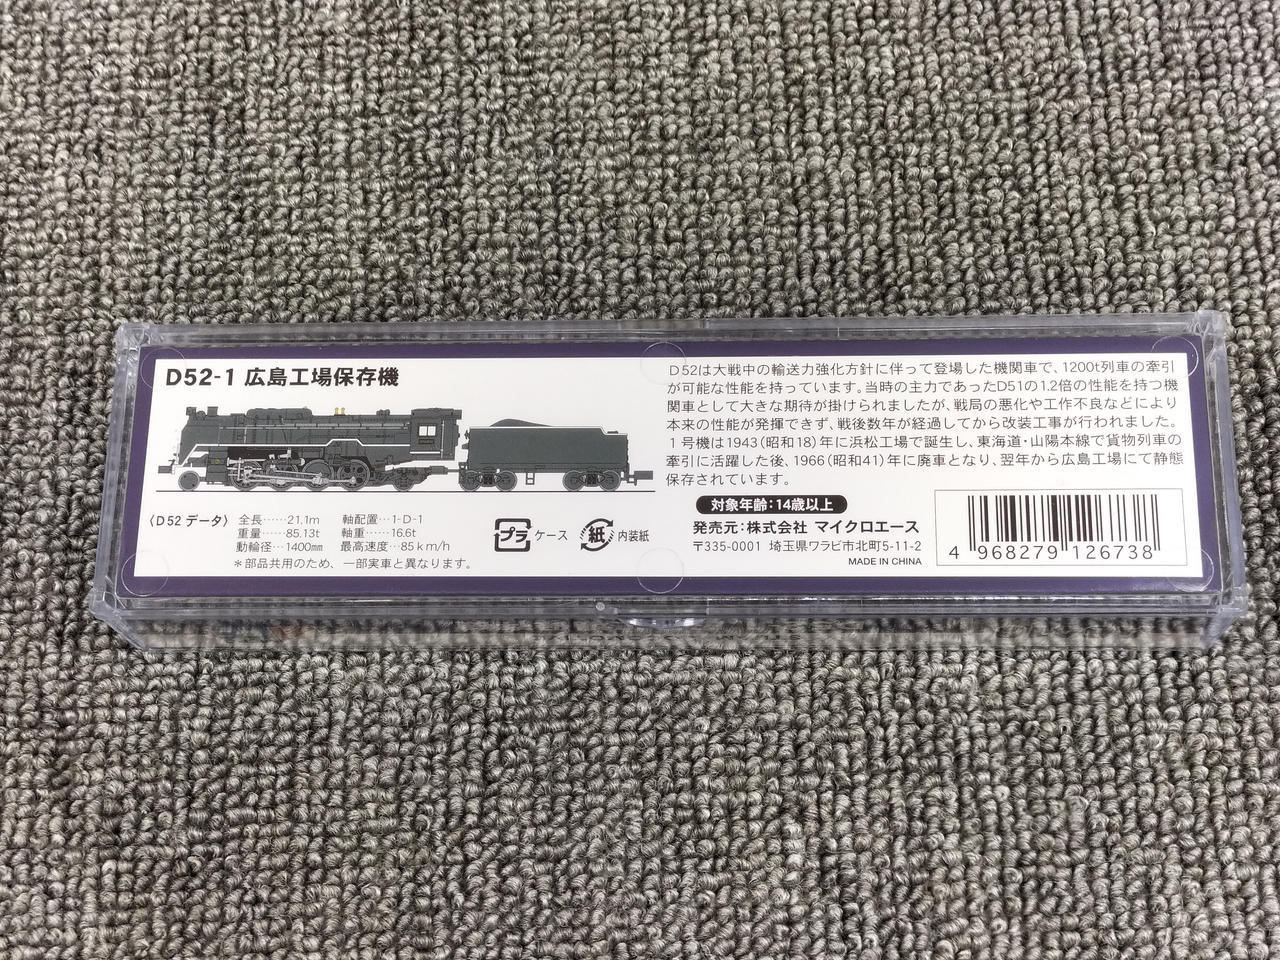 D52-1 広島工場保存機
D52は大戦中の輸送力強化方針に伴って登場した機関車で、1200t列車の牽引
が可能な性能を持っています。当時の主力であったD51の1.2倍の性能を持つ機
関車として大きな期待が掛けられましたが、戦局の悪化や工作不良などにより
本来の性能が発揮できず、戦後数年が経過してから改装工事が行われました。
1号機は1943(昭和18)年に浜松工場で誕生し、東海道・山陽本線で貨物列車の
牽引に活躍した後、1966(昭和41)年に廃車となり、翌年から広島工場にて静態
保存されています。
〈D52 データ〉
全長……21.1m 軸配置…1-D-1
重量……85.13t 軸重……16.6t
動輪径…1400㎜ 最高速度…85km/h
＊部品共用のため、一部実車と異なります。
プラ ケース
紙 内装紙
対象年齢:14歳以上
発売元:株式会社 マイクロエース
〒335-0001 埼玉県ワラビ市北町5-11-2
MADE IN CHINA
4 968279 126738